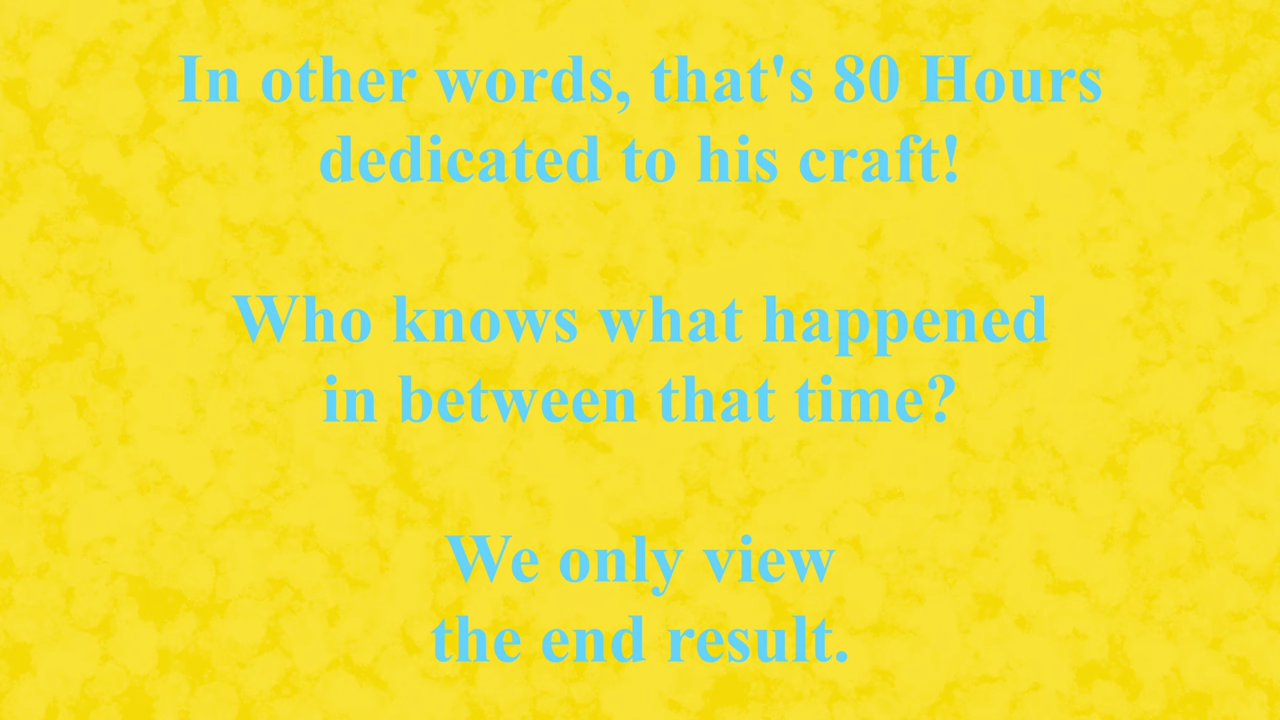 In other words, that's 80 Hours
dedicated to his craft!
Who knows what happened
in between that time?
We only view
the end result.